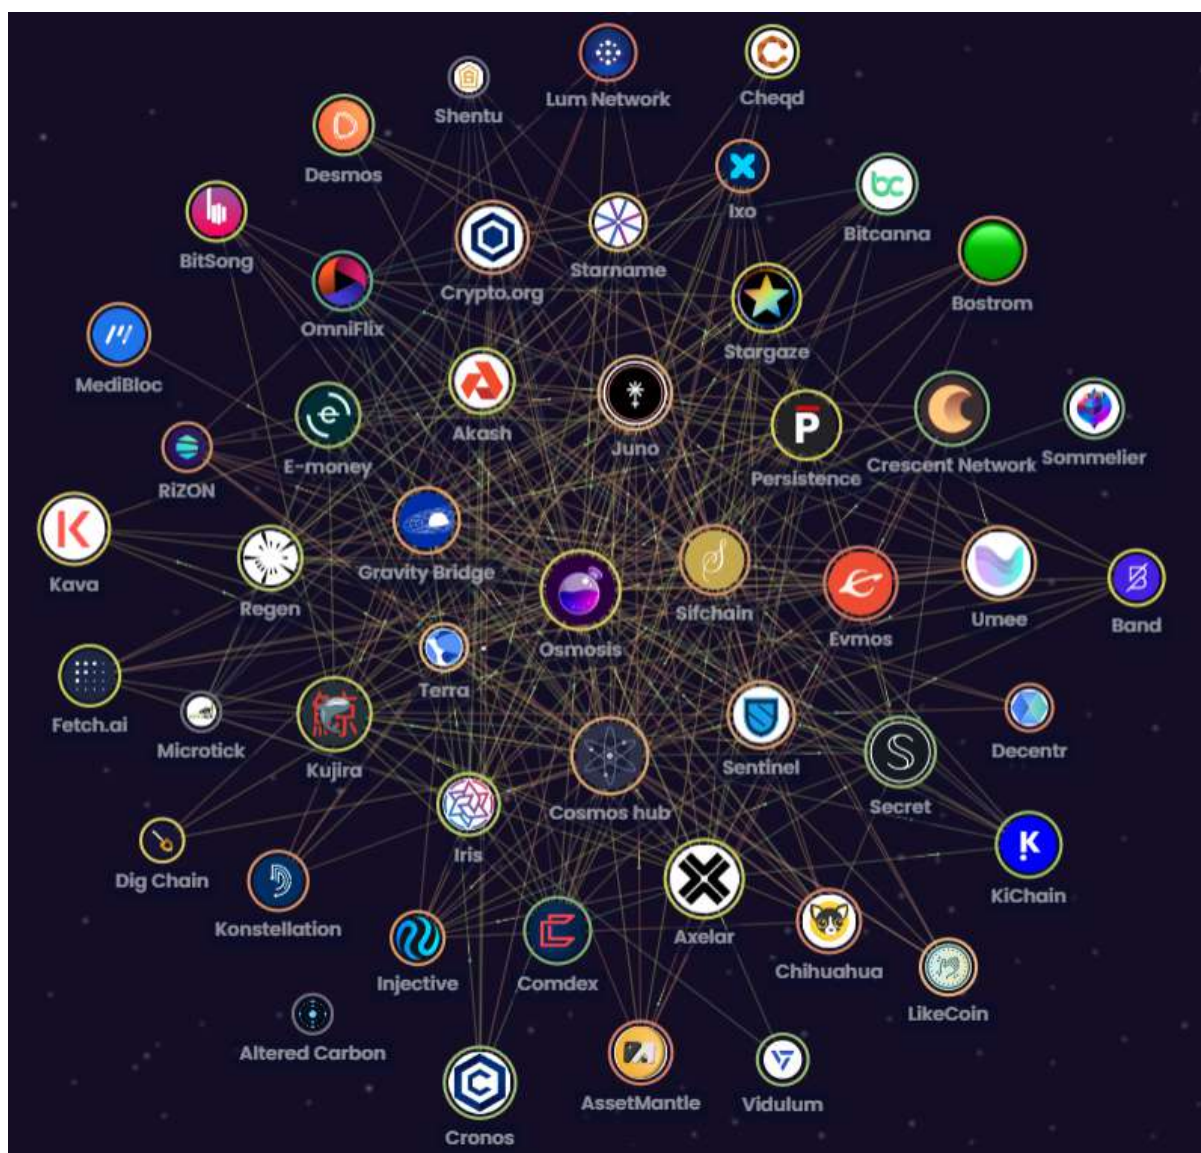 Lum Network
Cheqd
Shentu
Desmos
Ixo
Bitcanna
BitSong
Starname
Crypto.org
Bostrom
OmniFlix
Stargaze
MediBloc
Akash
Juno
E-money
Crescent Network
Sommelier
Persistence
RiZON
Gravity Bridge
Kava
Regen
Sifchain
Umee
Band
Evmos
Osmosis
Terra
Fetch.ai
Microtick
Decentr
Kujira
Sentinel
Secret
Cosmos hub
Iris
Dig Chain
KiChain
Konstellation
Axelar
Chihuahua
Injective
Comdex
LikeCoin
Altered Carbon
AssetMantle
Vidulum
Cronos